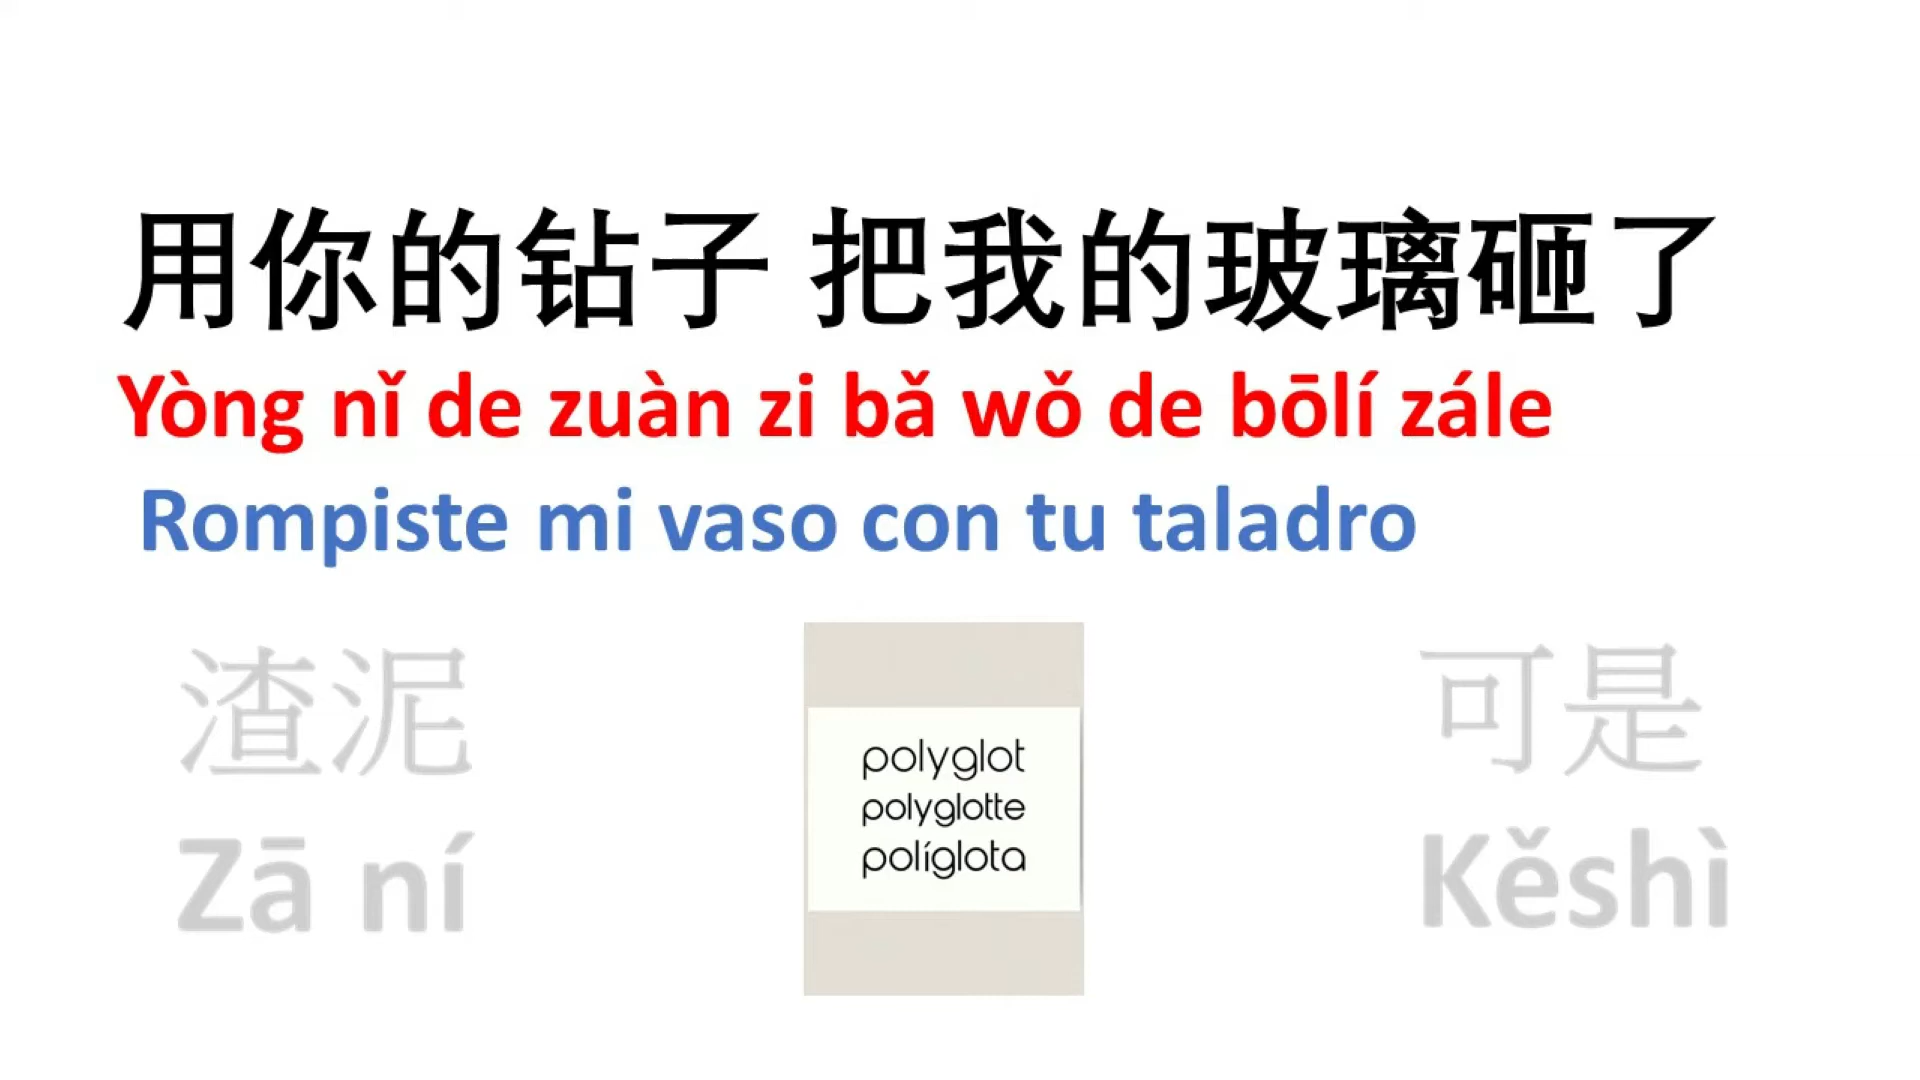 用你的钻子 把我的玻璃砸了
Yòng nǐ de zuàn zi bǎ wǒ de bōlí zále
Rompiste mi vaso con tu taladro
渣泥
Zā ní
polyglot
polyglotte
políglota
可是
Kěshì